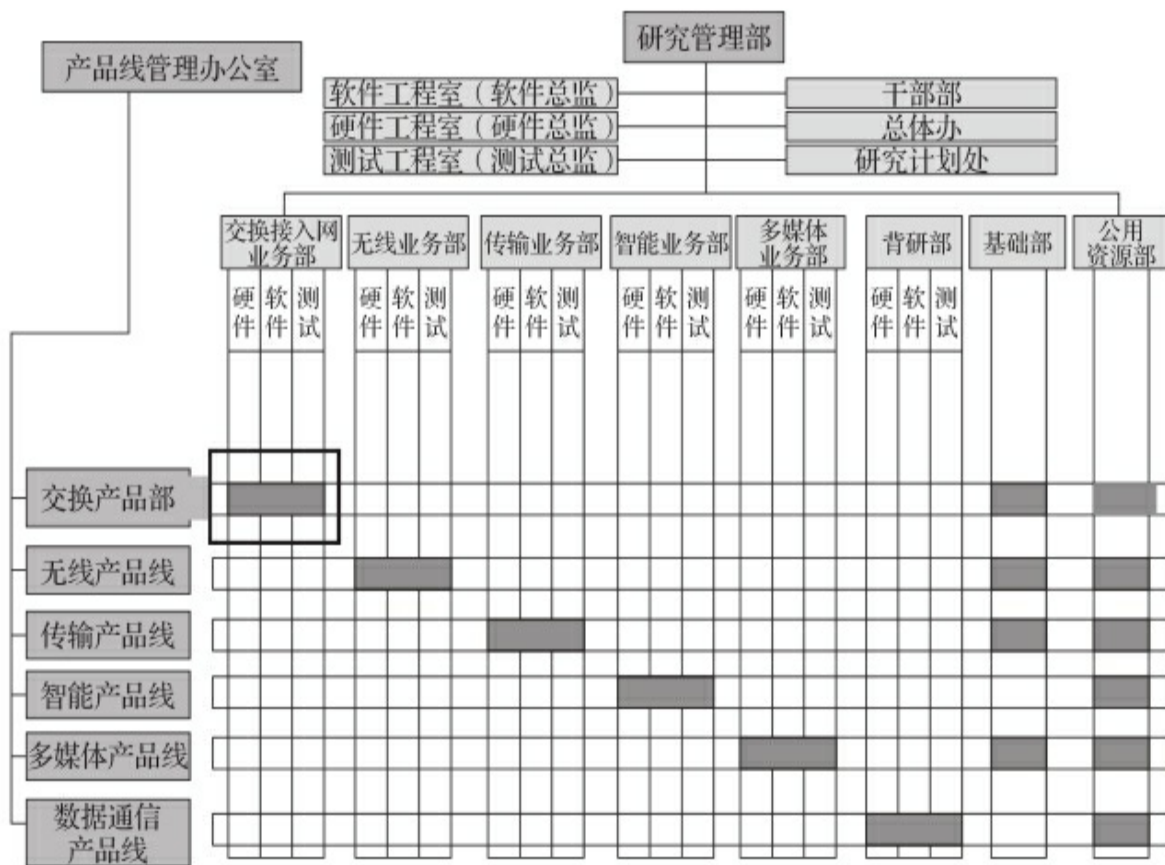 研究管理部
产品线管理办公室
软件工程室（软件总监）
干部部
硬件工程室（硬件总监）
总体办
测试工程室（测试总监）
研究计划处
交换接入网
业务部
无线业务部
传输业务部
智能业务部
多媒体
业务部
背研部
基础部
公用
资源部
硬件
软件
测试
硬件
软件
测试
硬件
软件
测试
硬件
软件
测试
硬件
软件
测试
硬件
软件
测试
交换产品部
无线产品线
传输产品线
智能产品线
多媒体产品线
数据通信
产品线